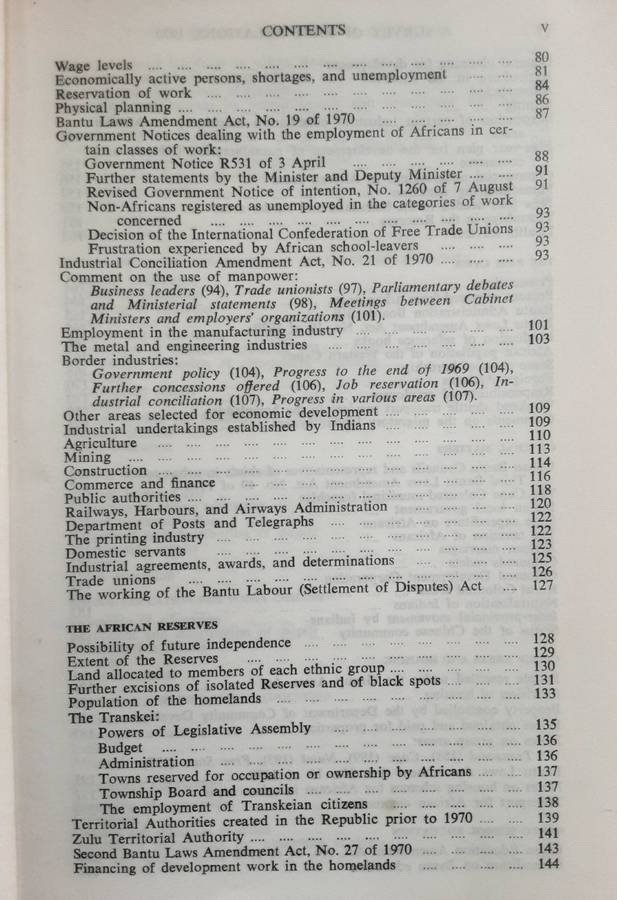 CONTENTS v
Wage levels .... .... .... .... .... .... .... .... .... .... .... .... .... 80
Economically active persons, shortages, and unemployment .... .... 81
Reservation of work .... .... .... .... .... .... .... .... .... .... .... 84
Physical planning .... .... .... .... .... .... .... .... .... .... .... .... 86
Bantu Laws Amendment Act, No. 19 of 1970 .... .... .... .... .... 87
Government Notices dealing with the employment of Africans in cer-
tain classes of work:
Government Notice R531 of 3 April .... .... .... .... .... .... 88
Further statements by the Minister and Deputy Minister .... .... 91
Revised Government Notice of intention, No. 1260 of 7 August 91
Non-Africans registered as unemployed in the categories of work
concerned .... .... .... .... .... .... .... .... .... .... .... 93
Decision of the International Confederation of Free Trade Unions 93
Frustration experienced by African school-leavers .... .... .... 93
Industrial Conciliation Amendment Act, No. 21 of 1970 .... .... .... 93
Comment on the use of manpower:
Business leaders (94), Trade unionists (97), Parliamentary debates
and Ministerial statements (98), Meetings between Cabinet
Ministers and employers' organizations (101).
Employment in the manufacturing industry .... .... .... .... .... .... 101
The metal and engineering industries .... .... .... .... .... .... .... 103
Border industries:
Government policy (104), Progress to the end of 1969 (104),
Further concessions offered (106), Job reservation (106), In-
dustrial conciliation (107), Progress in various areas (107).
Other areas selected for economic development .... .... .... .... .... 109
Industrial undertakings established by Indians .... .... .... .... .... 109
Agriculture .... .... .... .... .... .... .... .... .... .... .... .... .... 110
Mining .... .... .... .... .... .... .... .... .... .... .... .... .... .... 113
Construction .... .... .... .... .... .... .... .... .... .... .... .... .... 114
Commerce and finance .... .... .... .... .... .... .... .... .... .... 116
Public authorities .... .... .... .... .... .... .... .... .... .... .... .... 118
Railways, Harbours, and Airways Administration .... .... .... .... 120
Department of Posts and Telegraphs .... .... .... .... .... .... .... 122
The printing industry .... .... .... .... .... .... .... .... .... .... .... 122
Domestic servants .... .... .... .... .... .... .... .... .... .... .... 123
Industrial agreements, awards, and determinations .... .... .... .... 125
Trade unions .... .... .... .... .... .... .... .... .... .... .... .... 126
The working of the Bantu Labour (Settlement of Disputes) Act .... 127
THE AFRICAN RESERVES
Possibility of future independence .... .... .... .... .... .... .... .... 128
Extent of the Reserves .... .... .... .... .... .... .... .... .... .... 129
Land allocated to members of each ethnic group .... .... .... .... .... 130
Further excisions of isolated Reserves and of black spots .... .... .... 131
Population of the homelands .... .... .... .... .... .... .... .... .... 133
The Transkei:
Powers of Legislative Assembly .... .... .... .... .... .... .... 135
Budget .... .... .... .... .... .... .... .... .... .... .... .... .... 136
Administration .... .... .... .... .... .... .... .... .... .... .... 136
Towns reserved for occupation or ownership by Africans .... .... 137
Township Board and councils .... .... .... .... .... .... .... .... 137
The employment of Transkeian citizens .... .... .... .... .... 138
Territorial Authorities created in the Republic prior to 1970 .... .... 139
Zulu Territorial Authority .... .... .... .... .... .... .... .... .... .... 141
Second Bantu Laws Amendment Act, No. 27 of 1970 .... .... .... .... 143
Financing of development work in the homelands .... .... .... .... 144